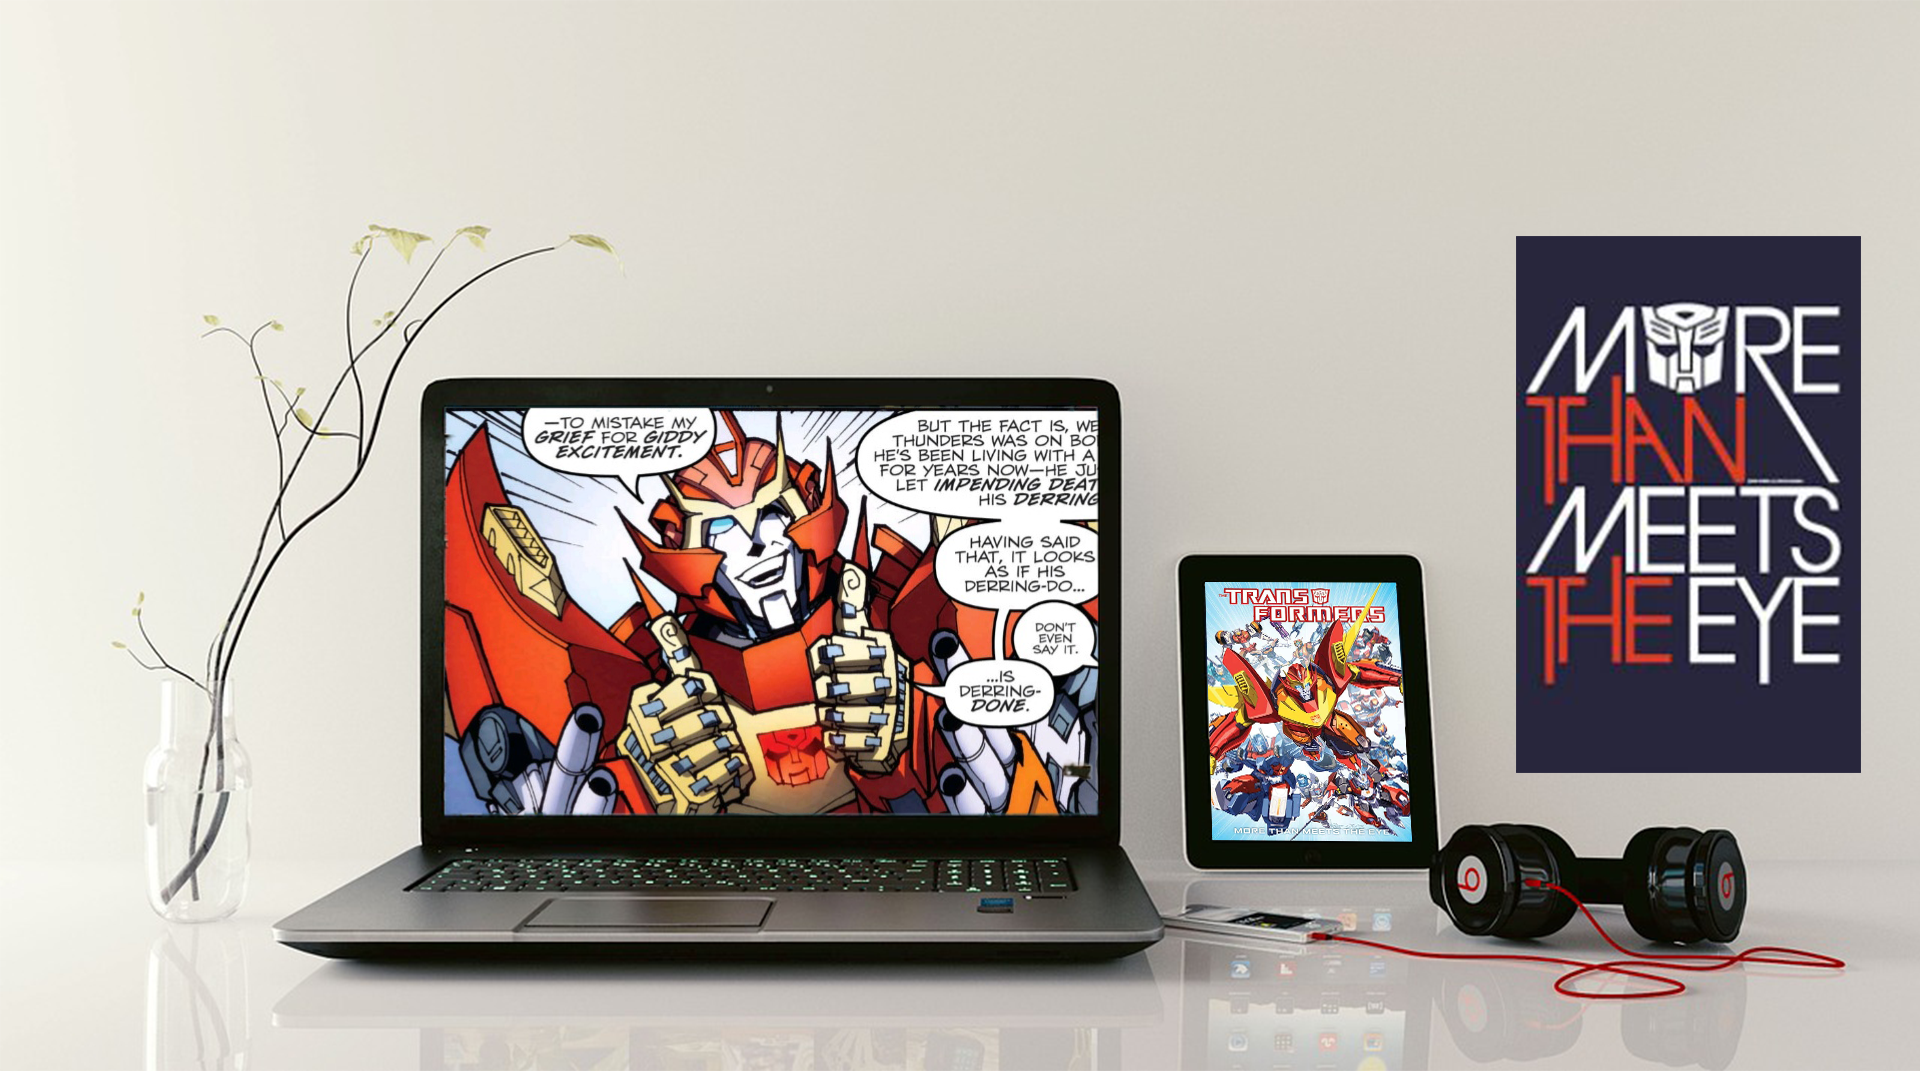 —TO MISTAKE MY
GRIEF FOR GIDDY
EXCITEMENT.
BUT THE FACT IS, WE
THUNDERS WAS ON BO
HE'S BEEN LIVING WITH A
FOR YEARS NOW—HE JU
LET IMPENDING DEAT
HIS DERRING
HAVING SAID
THAT, IT LOOKS
AS IF HIS
DERRING-DO...
DON'T
EVEN
SAY IT.
...IS
DERRING-
DONE.
THE TRANS
FORMERS
MORE THAN MEETS THE EYE
MORE
THAN
MEETS
THE EYE